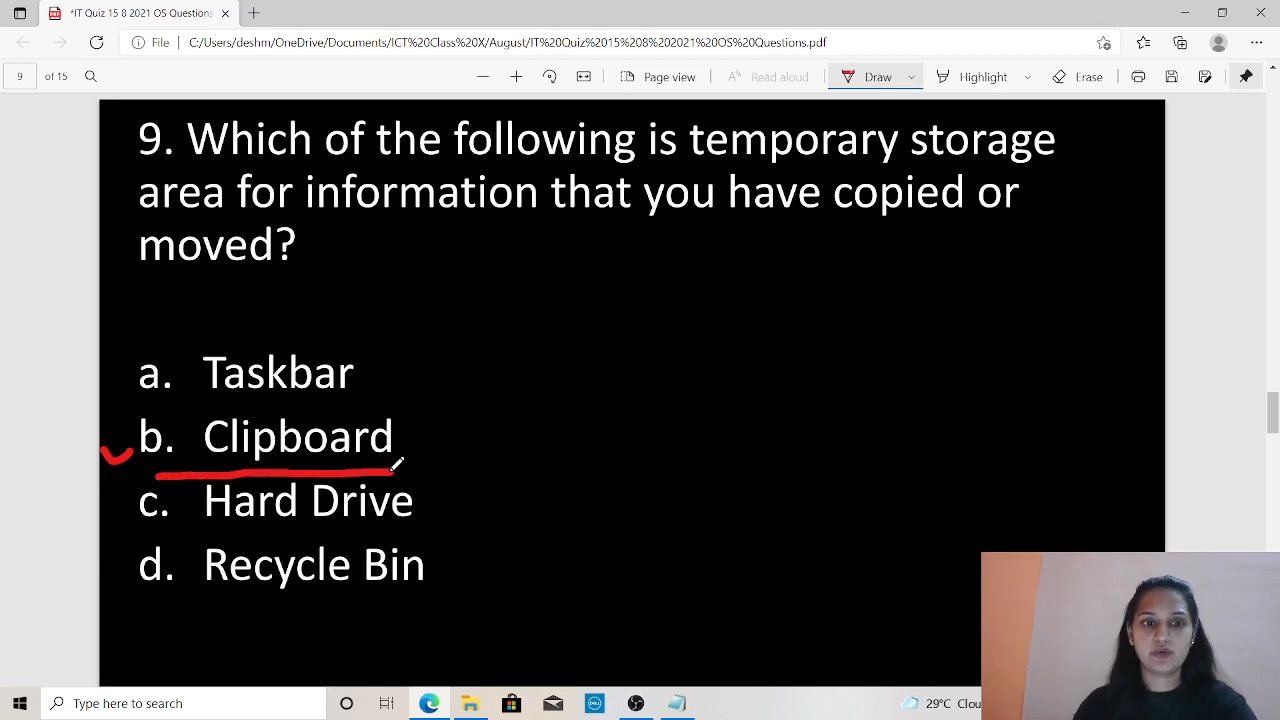 *IT Quiz 15 8 2021 OS Questions
File
C:/Users/deshm/OneDrive/Documents/ICT%20Class%20X/August/IT%20Quiz%2015%208%202021%20OS%20Questions.pdf
9 of 15
Page view
Read aloud
Draw
Highlight
Erase
9. Which of the following is temporary storage
area for information that you have copied or
moved?
a. Taskbar
b. Clipboard
c. Hard Drive
d. Recycle Bin
Type here to search
DELL
29°C Clou